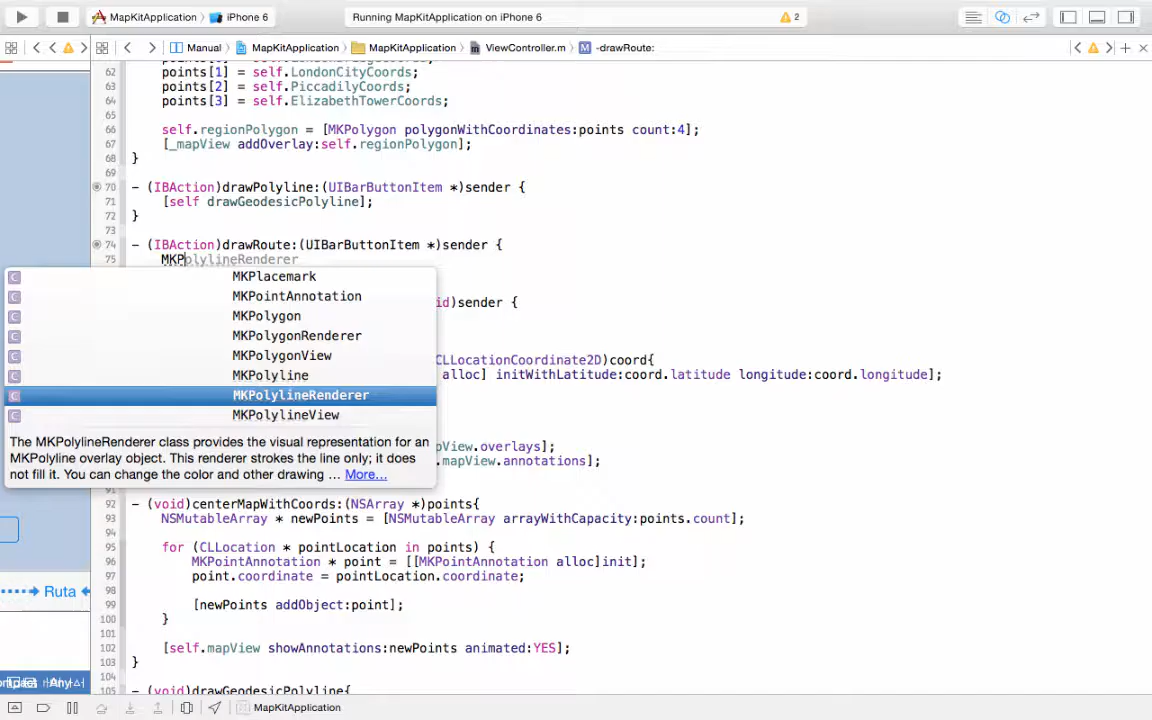 MapKitApplication
iPhone 6
Running MapKitApplication on iPhone 6
2
Manual
MapKitApplication
MapKitApplication
ViewController.m
-drawRoute:
62 points[1] = self.LondonCityCoords;
63 points[2] = self.PiccadilyCoords;
64 points[3] = self.ElizabethTowerCoords;
65
66 self.regionPolygon = [MKPolygon polygonWithCoordinates:points count:4];
67 [_mapView addOverlay:self.regionPolygon];
68 }
69
70 - (IBAction)drawPolyline:(UIBarButtonItem *)sender {
71 [self drawGeodesicPolyline];
72 }
73
74 - (IBAction)drawRoute:(UIBarButtonItem *)sender {
75 MKPolylineRenderer
C MKPlacemark
C MKPointAnnotation
id)sender {
C MKPolygon
C MKPolygonRenderer
C MKPolygonView
CLLocationCoordinate2D)coord{
C MKPolyline
alloc] initWithLatitude:coord.latitude longitude:coord.longitude];
C MKPolylineRenderer
C MKPolylineView
The MKPolylineRenderer class provides the visual representation for an
MKPolyline overlay object. This renderer strokes the line only; it does
not fill it. You can change the color and other drawing ... More...
pView.overlays];
.mapView.annotations];
91
92 - (void)centerMapWithCoords:(NSArray *)points{
93 NSMutableArray * newPoints = [NSMutableArray arrayWithCapacity:points.count];
94
95 for (CLLocation * pointLocation in points) {
96 MKPointAnnotation * point = [[MKPointAnnotation alloc]init];
97 point.coordinate = pointLocation.coordinate;
98
99 [newPoints addObject:point];
100 }
101
102 [self.mapView showAnnotations:newPoints animated:YES];
103 }
104
105 - (void)drawGeodesicPolyline{
Ruta
Any
MapKitApplication